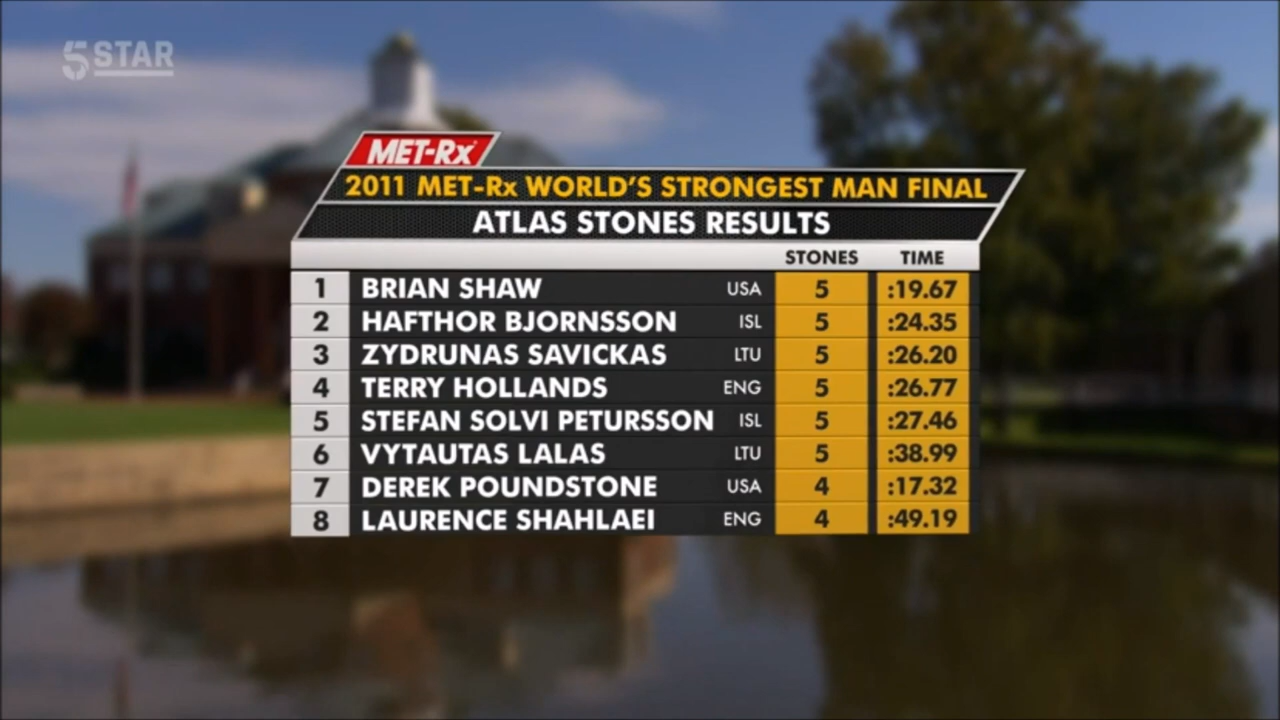 5 STAR
MET-Rx
2011 MET-Rx WORLD'S STRONGEST MAN FINAL
ATLAS STONES RESULTS
STONES TIME
1 BRIAN SHAW USA 5 :19.67
2 HAFTHOR BJORNSSON ISL 5 :24.35
3 ZYDRUNAS SAVICKAS LTU 5 :26.20
4 TERRY HOLLANDS ENG 5 :26.77
5 STEFAN SOLVI PETURSSON ISL 5 :27.46
6 VYTAUTAS LALAS LTU 5 :38.99
7 DEREK POUNDSTONE USA 4 :17.32
8 LAURENCE SHAHLAEI ENG 4 :49.19